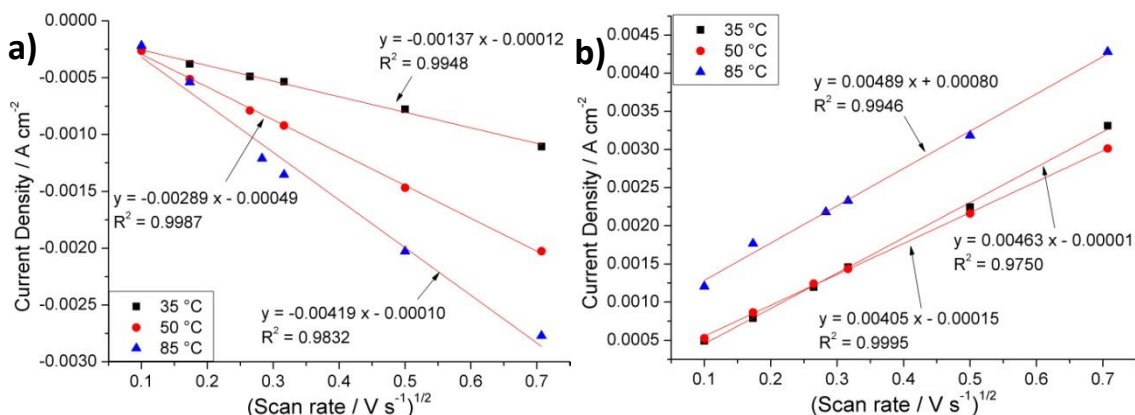 a)
0.0000
-0.0005
-0.0010
-0.0015
-0.0020
-0.0025
-0.0030
Current Density / A cm⁻²
y = -0.00137 x - 0.00012
R² = 0.9948
y = -0.00289 x - 0.00049
R² = 0.9987
y = -0.00419 x - 0.00010
R² = 0.9832
35 °C
50 °C
85 °C
0.1 0.2 0.3 0.4 0.5 0.6 0.7
(Scan rate / V s⁻¹)¹/²
b)
0.0045
0.0040
0.0035
0.0030
0.0025
0.0020
0.0015
0.0010
0.0005
Current Density / A cm⁻²
35 °C
50 °C
85 °C
y = 0.00489 x + 0.00080
R² = 0.9946
y = 0.00463 x - 0.00001
R² = 0.9750
y = 0.00405 x - 0.00015
R² = 0.9995
0.1 0.2 0.3 0.4 0.5 0.6 0.7
(Scan rate / V s⁻¹)¹/²